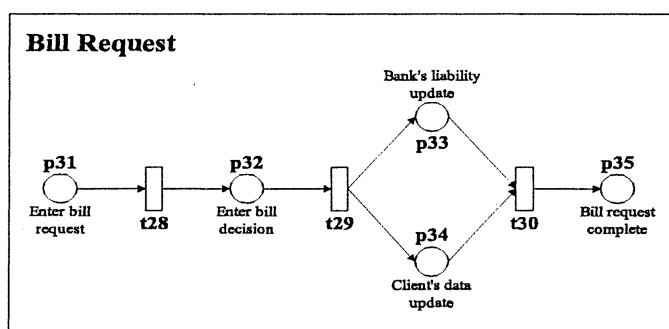 Bill Request
Bank's liability
update
p33
p31
Enter bill
request
t28
p32
Enter bill
decision
t29
p34
Client's data
update
t30
p35
Bill request
complete